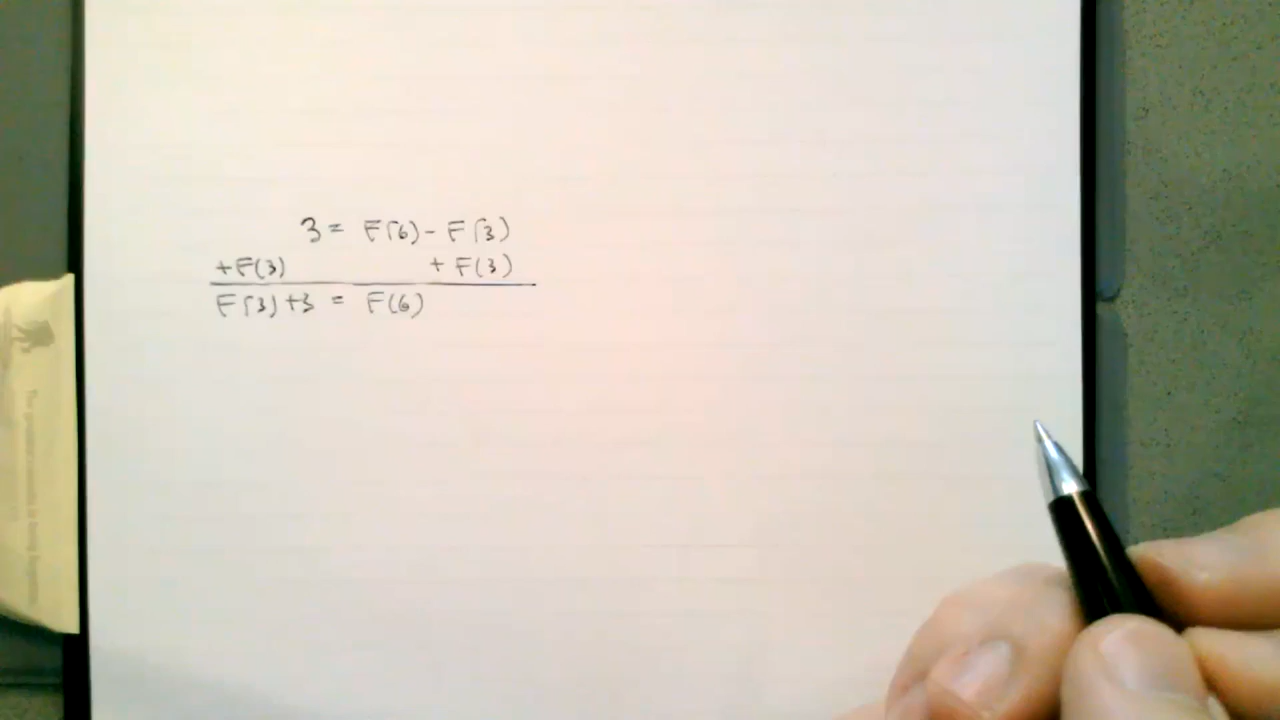 3 = F(6) - F(3)
+F(3) + F(3)
F(3)+3 = F(6)